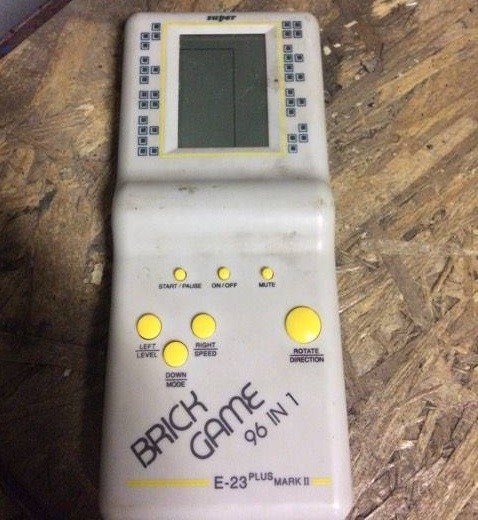 super
START / PAUSE
ON / OFF
MUTE
LEFT
LEVEL
RIGHT
SPEED
DOWN
MODE
ROTATE
DIRECTION
BRICK
GAME
96 IN 1
E-23 PLUS MARK II